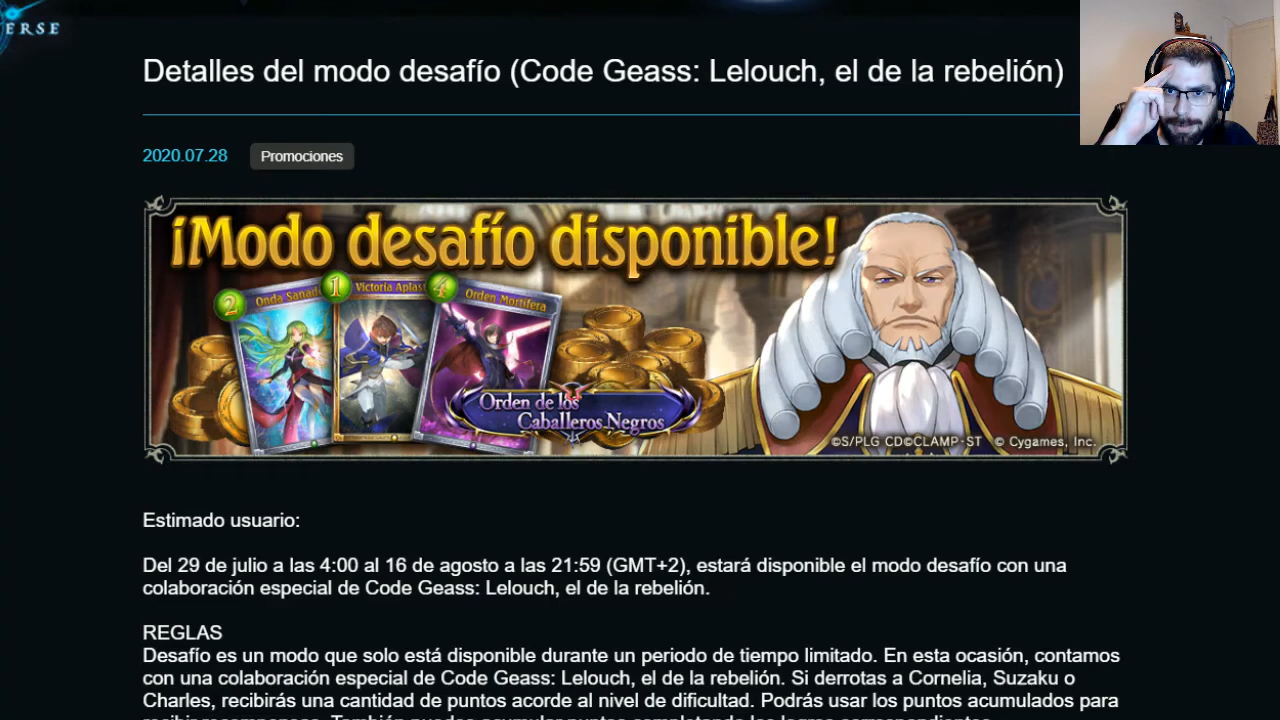 ERSE
Detalles del modo desafío (Code Geass: Lelouch, el de la rebelión)
2020.07.28 Promociones
¡Modo desafío disponible!
2 Onda 1 Victoria 4 Orden Mortífera
Orden de los
Caballeros Negros
©S/PLG CD©CLAMP·ST © Cygames, Inc.
Estimado usuario:
Del 29 de julio a las 4:00 al 16 de agosto a las 21:59 (GMT+2), estará disponible el modo desafío con una
colaboración especial de Code Geass: Lelouch, el de la rebelión.
REGLAS
Desafío es un modo que solo está disponible durante un periodo de tiempo limitado. En esta ocasión, contamos
con una colaboración especial de Code Geass: Lelouch, el de la rebelión. Si derrotas a Cornelia, Suzaku o
Charles, recibirás una cantidad de puntos acorde al nivel de dificultad. Podrás usar los puntos acumulados para